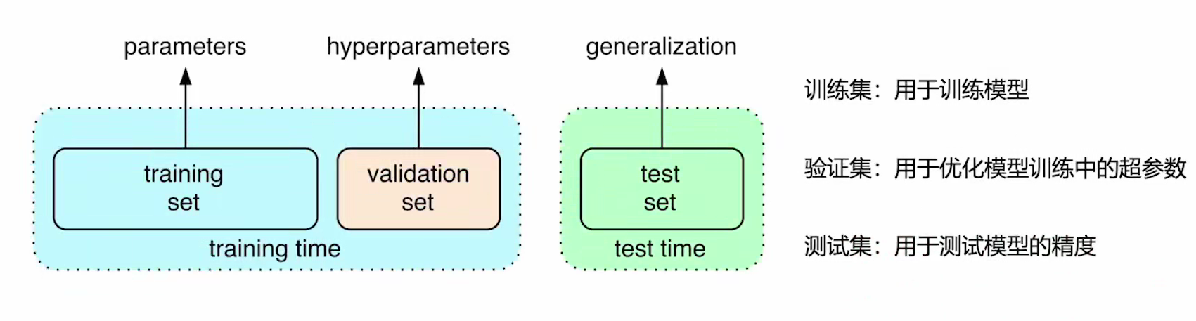 parameters
hyperparameters
generalization
training
set
validation
set
test
set
training time
test time
训练集：用于训练模型
验证集：用于优化模型训练中的超参数
测试集：用于测试模型的精度